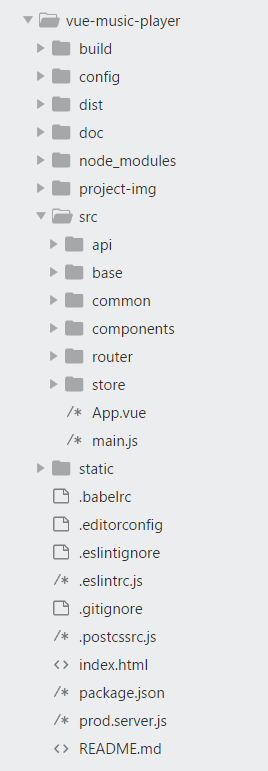 vue-music-player
build
config
dist
doc
node_modules
project-img
src
api
base
common
components
router
store
/* App.vue
/* main.js
static
.babelrc
.editorconfig
.eslintignore
/* .eslintrc.js
.gitignore
/* .postcssrc.js
<> index.html
/* package.json
/* prod.server.js
<> README.md